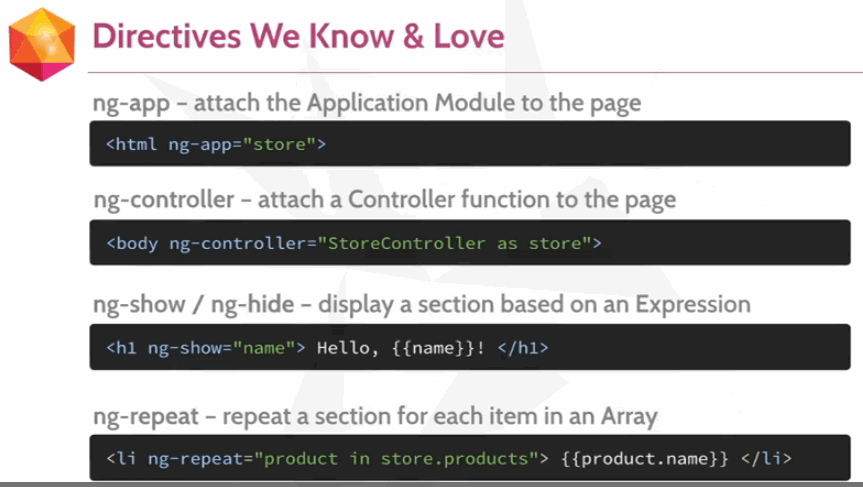 Directives We Know & Love
ng-app – attach the Application Module to the page
<html ng-app="store">
ng-controller – attach a Controller function to the page
<body ng-controller="StoreController as store">
ng-show / ng-hide – display a section based on an Expression
<h1 ng-show="name"> Hello, {{name}}! </h1>
ng-repeat – repeat a section for each item in an Array
<li ng-repeat="product in store.products"> {{product.name}} </li>